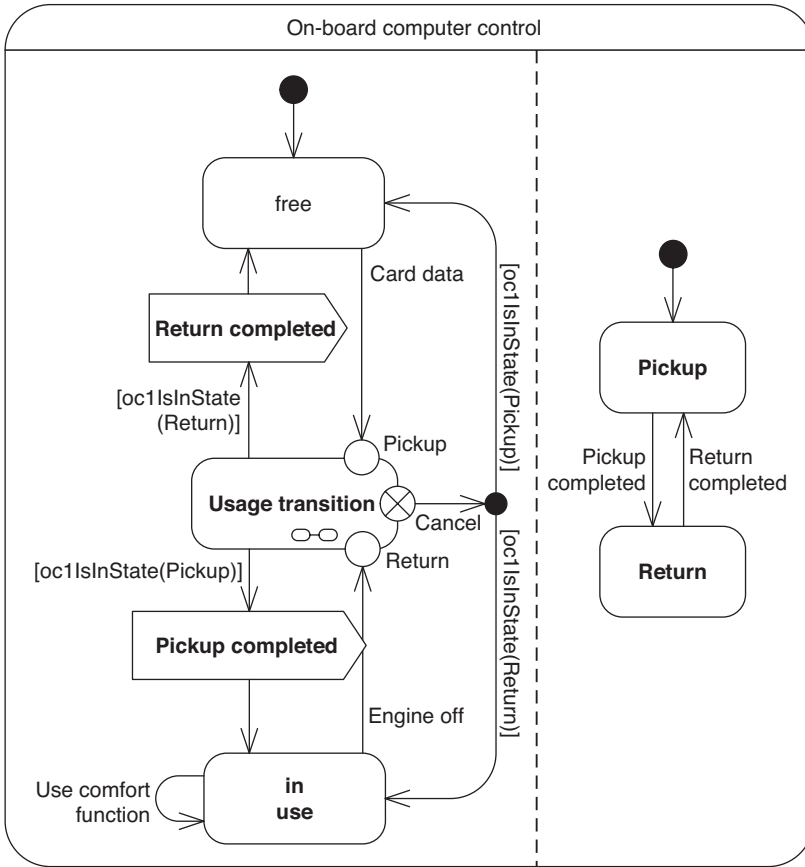 On-board computer control
free
Card data
Return completed
[oc1IsInState
(Return)]
Pickup
Usage transition
Cancel
Return
[oc1IsInState(Pickup)]
Pickup completed
Engine off
in
use
Use comfort
function
[oc1IsInState(Pickup)]
[oc1IsInState(Return)]
Pickup
Pickup
completed
Return
completed
Return